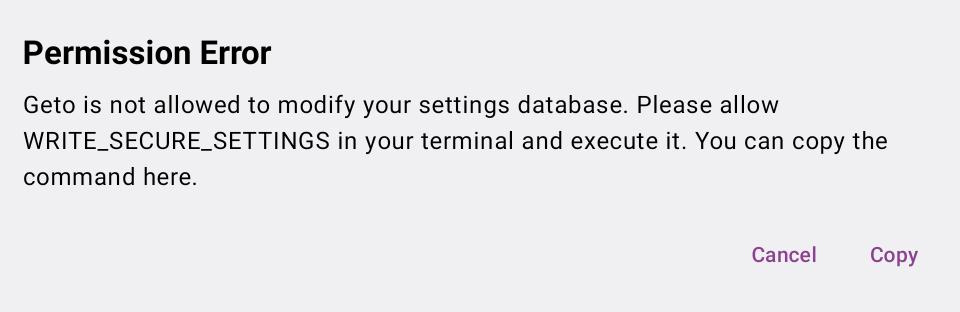 Permission Error
Geto is not allowed to modify your settings database. Please allow
WRITE_SECURE_SETTINGS in your terminal and execute it. You can copy the
command here.
Cancel Copy